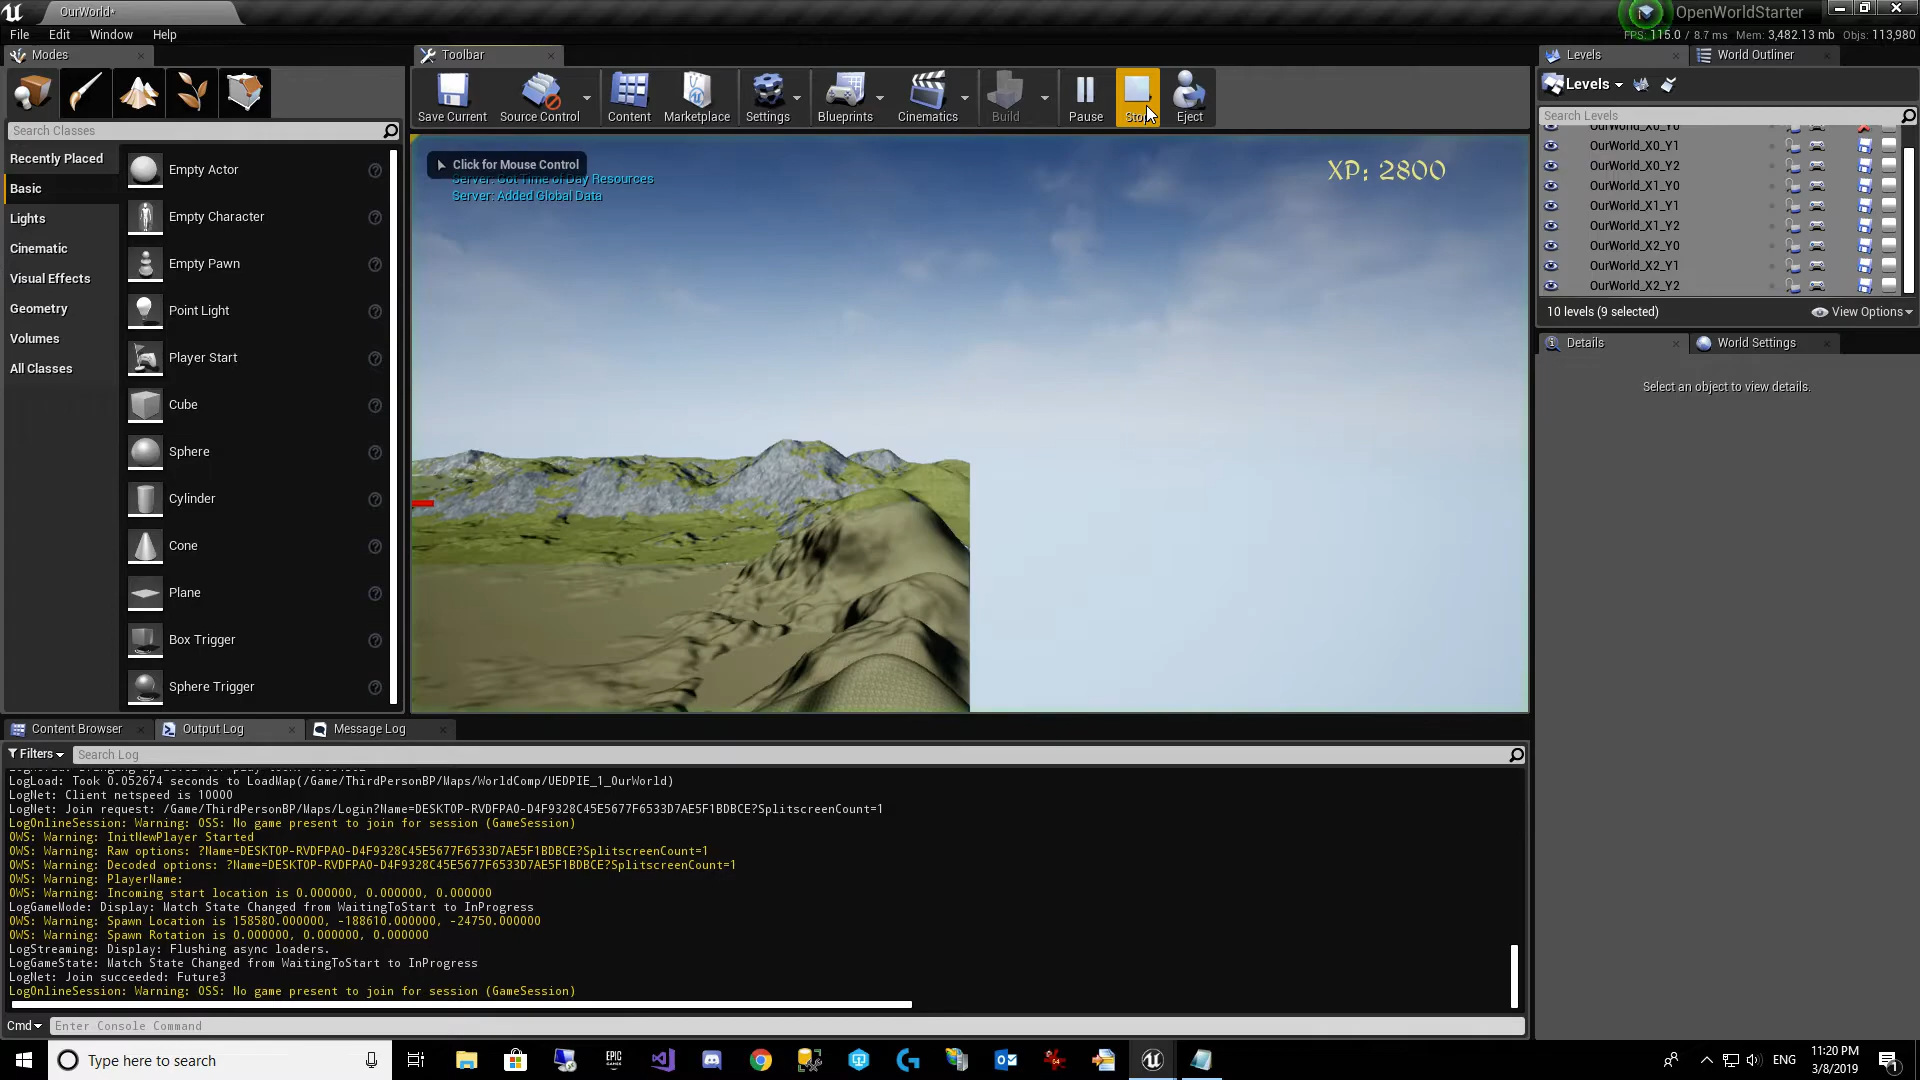 OurWorld*
OpenWorldStarter
File Edit Window Help
FPS: 115.0 / 8.7 ms Mem: 3,482.13 mb Objs: 113,980
Modes
Toolbar
Levels
World Outliner
Save Current
Source Control
Content
Marketplace
Settings
Blueprints
Cinematics
Build
Pause
Stop
Eject
Levels
Search Levels
Search Classes
Recently Placed
Basic
Lights
Cinematic
Visual Effects
Geometry
Volumes
All Classes
Empty Actor
Empty Character
Empty Pawn
Point Light
Player Start
Cube
Sphere
Cylinder
Cone
Plane
Box Trigger
Sphere Trigger
Click for Mouse Control
Server: Got Time of Day Resources
Server: Added Global Data
XP: 2800
OurWorld_X0_Y0
OurWorld_X0_Y1
OurWorld_X0_Y2
OurWorld_X1_Y0
OurWorld_X1_Y1
OurWorld_X1_Y2
OurWorld_X2_Y0
OurWorld_X2_Y1
OurWorld_X2_Y2
10 levels (9 selected)
View Options
Details
World Settings
Select an object to view details.
Content Browser
Output Log
Message Log
Filters
Search Log
LogLoad: Took 0.052674 seconds to LoadMap(/Game/ThirdPersonBP/Maps/WorldComp/UEDPIE_1_OurWorld)
LogNet: Client netspeed is 10000
LogNet: Join request: /Game/ThirdPersonBP/Maps/Login?Name=DESKTOP-RVDFPA0-D4F9328C45E5677F6533D7AE5F1BDBCE?SplitscreenCount=1
LogOnlineSession: Warning: OSS: No game present to join for session (GameSession)
OWS: Warning: InitNewPlayer Started
OWS: Warning: Raw options: ?Name=DESKTOP-RVDFPA0-D4F9328C45E5677F6533D7AE5F1BDBCE?SplitscreenCount=1
OWS: Warning: Decoded options: ?Name=DESKTOP-RVDFPA0-D4F9328C45E5677F6533D7AE5F1BDBCE?SplitscreenCount=1
OWS: Warning: PlayerName:
OWS: Warning: Incoming start location is 0.000000, 0.000000, 0.000000
LogGameMode: Display: Match State Changed from WaitingToStart to InProgress
OWS: Warning: Spawn Location is 158580.000000, -188610.000000, -24750.000000
OWS: Warning: Spawn Rotation is 0.000000, 0.000000, 0.000000
LogStreaming: Display: Flushing async loaders.
LogGameState: Match State Changed from WaitingToStart to InProgress
LogNet: Join succeeded: Future3
LogOnlineSession: Warning: OSS: No game present to join for session (GameSession)
Cmd
Enter Console Command
Type here to search
EPIC GAMES
ENG
11:20 PM
3/8/2019
1